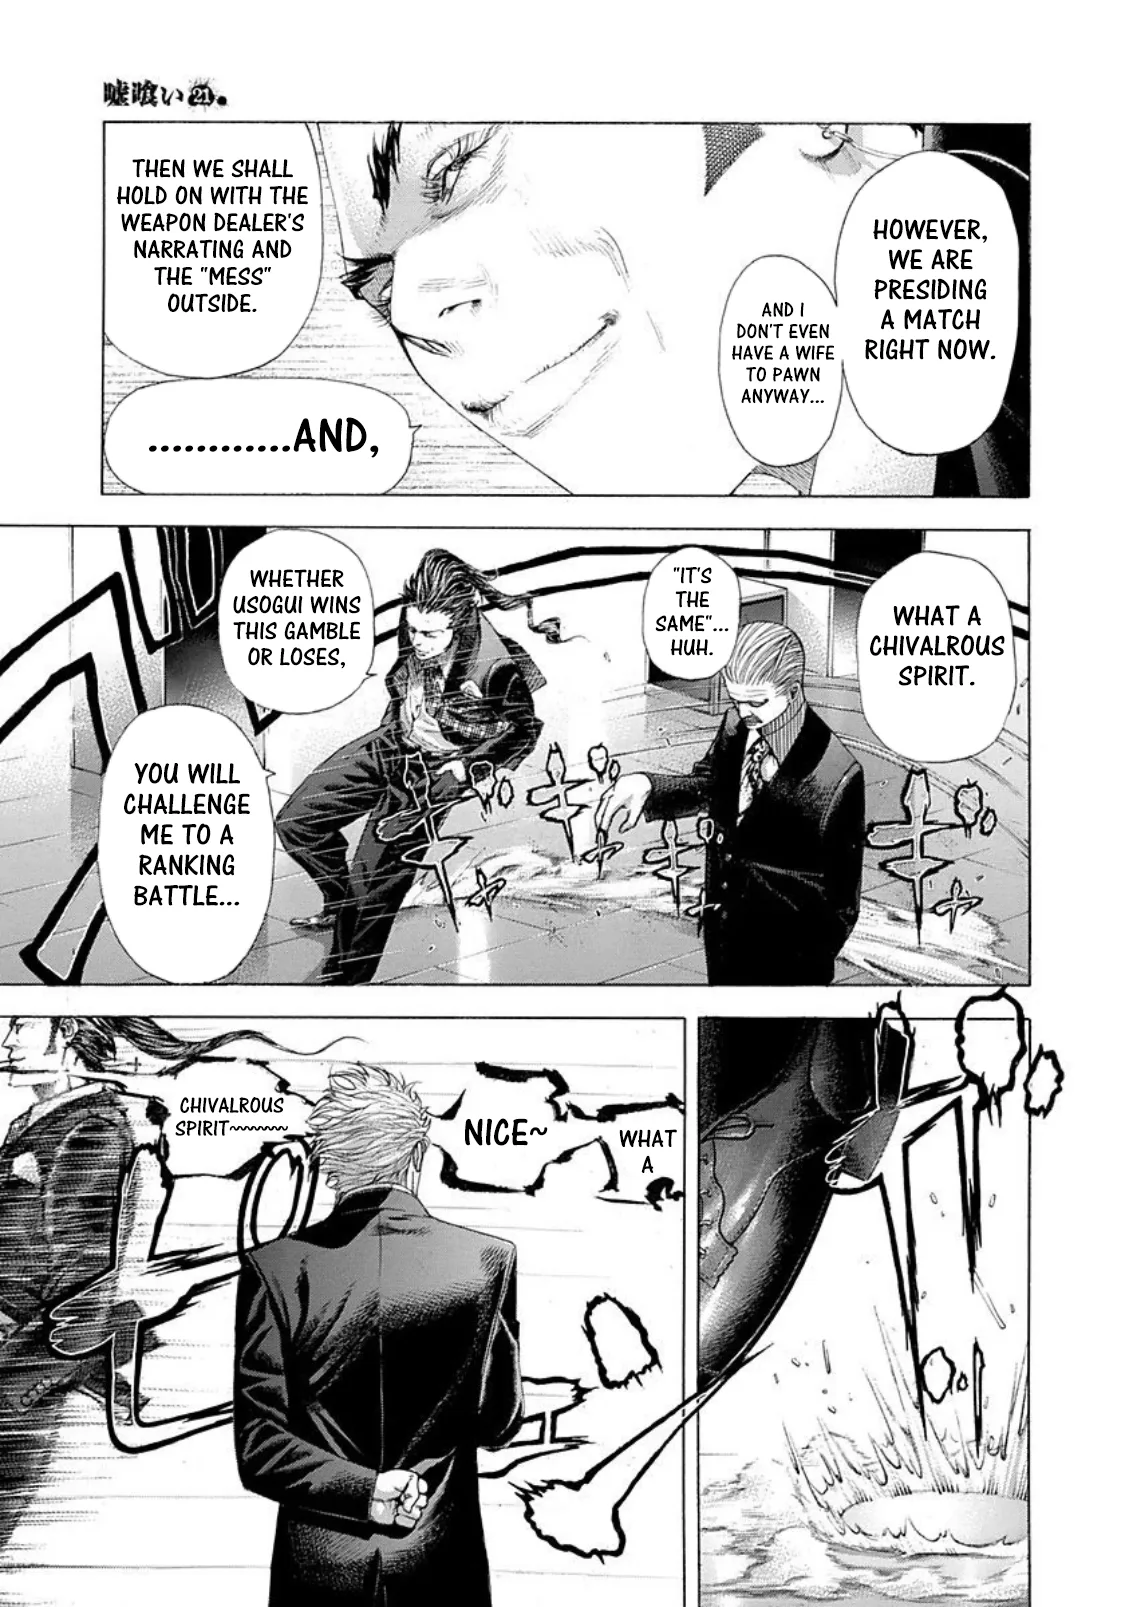 嘘喰い 21
HOWEVER,
WE ARE
PRESIDING
A MATCH
RIGHT NOW.
AND I
DON'T EVEN
HAVE A WIFE
TO PAWN
ANYWAY...
THEN WE SHALL
HOLD ON WITH THE
WEAPON DEALER'S
NARRATING AND
THE "MESS"
OUTSIDE.
............AND,
WHAT A
CHIVALROUS
SPIRIT.
"IT'S
THE
SAME"...
HUH.
WHETHER
USOGUI WINS
THIS GAMBLE
OR LOSES,
YOU WILL
CHALLENGE
ME TO A
RANKING
BATTLE...
WHAT
A
NICE~
CHIVALROUS
SPIRIT~~~~~~~